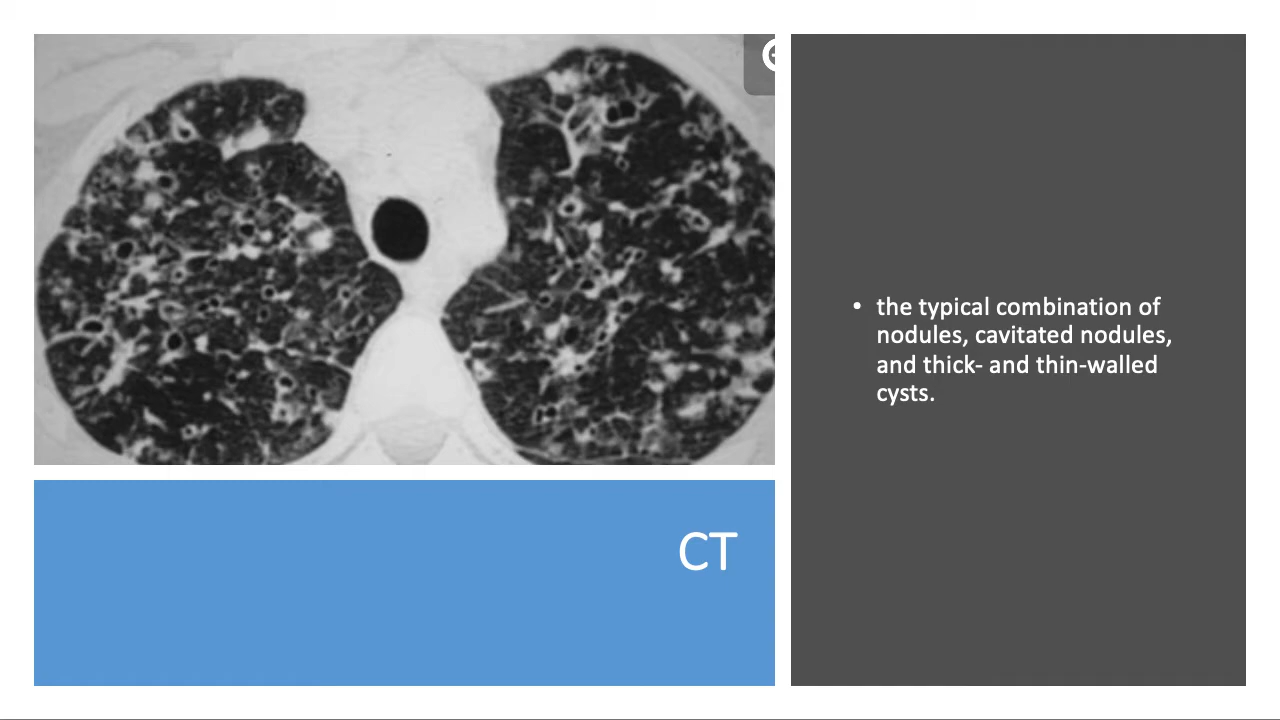 • the typical combination of
nodules, cavitated nodules,
and thick- and thin-walled
cysts.
CT